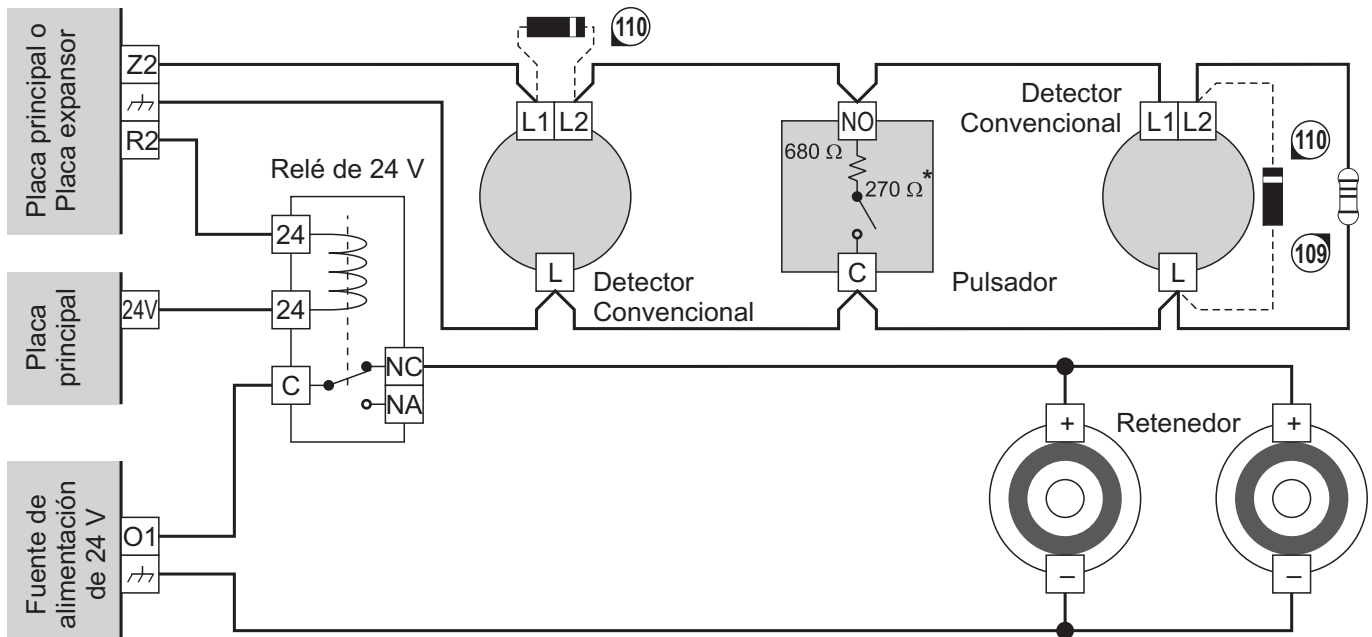 Placa principal o
Placa expansor
Z2
R2
110
L1 L2
L
Detector
Convencional
NO
680 Ω
270 Ω*
C
Pulsador
Detector
Convencional
L1 L2
L
110
109
Relé de 24 V
24
24
C
NC
NA
Placa
principal
24V
Fuente de
alimentación
de 24 V
O1
Retenedor
+
–
+
–